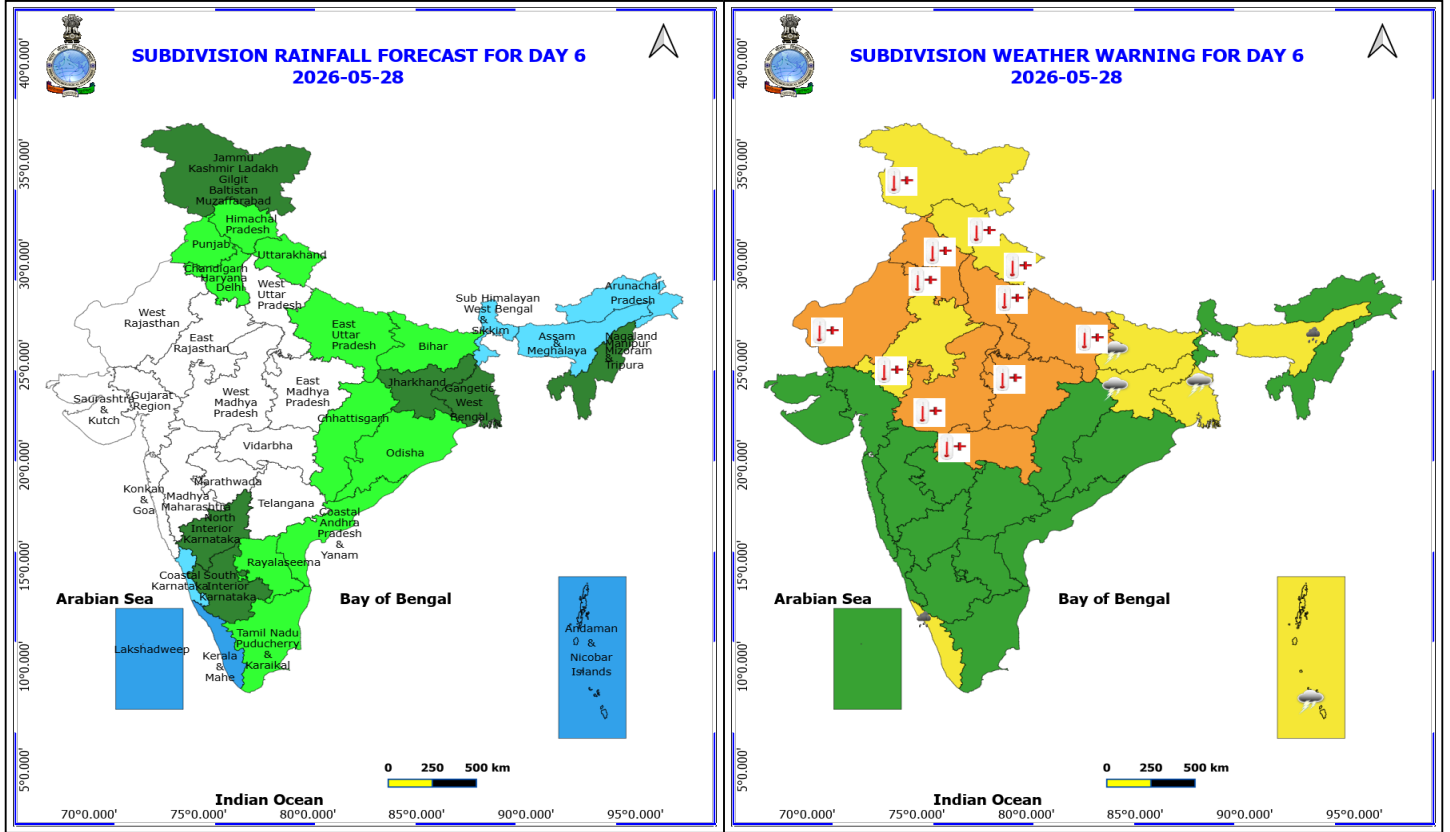 SUBDIVISION RAINFALL FORECAST FOR DAY 6
2026-05-28
40°0.000'
35°0.000'
30°0.000'
25°0.000'
20°0.000'
15°0.000'
10°0.000'
5°0.000'
Jammu
Kashmir Ladakh
Gilgit
Baltistan
Muzaffarabad
Himachal
Pradesh
Punjab
Uttarakhand
Chandigarh
Haryana
Delhi
West
Uttar
Pradesh
West
Rajasthan
East
Rajasthan
East
Uttar
Pradesh
Bihar
Sub Himalayan
West Bengal
&
Sikkim
Arunachal
Pradesh
Assam
&
Meghalaya
Nagaland
Manipur
Mizoram
&
Tripura
Jharkhand
Gangetic
West
Bengal
Saurashtra
&
Kutch
Gujarat
Region
West
Madhya
Pradesh
East
Madhya
Pradesh
Chhattisgarh
Vidarbha
Odisha
Konkan
&
Goa
Madhya
Maharashtra
Marathwada
Telangana
North
Interior
Karnataka
Coastal
Andhra
Pradesh
&
Yanam
Rayalaseema
Coastal
Karnataka
South
Interior
Karnataka
Arabian Sea
Bay of Bengal
Lakshadweep
Kerala
&
Mahe
Tamil Nadu
Puducherry
&
Karaikal
Andaman
&
Nicobar
Islands
0 250 500 km
Indian Ocean
70°0.000' 75°0.000' 80°0.000' 85°0.000' 90°0.000' 95°0.000'
SUBDIVISION WEATHER WARNING FOR DAY 6
2026-05-28
40°0.000'
35°0.000'
30°0.000'
25°0.000'
20°0.000'
15°0.000'
10°0.000'
5°0.000'
Arabian Sea
Bay of Bengal
0 250 500 km
Indian Ocean
70°0.000' 75°0.000' 80°0.000' 85°0.000' 90°0.000' 95°0.000'